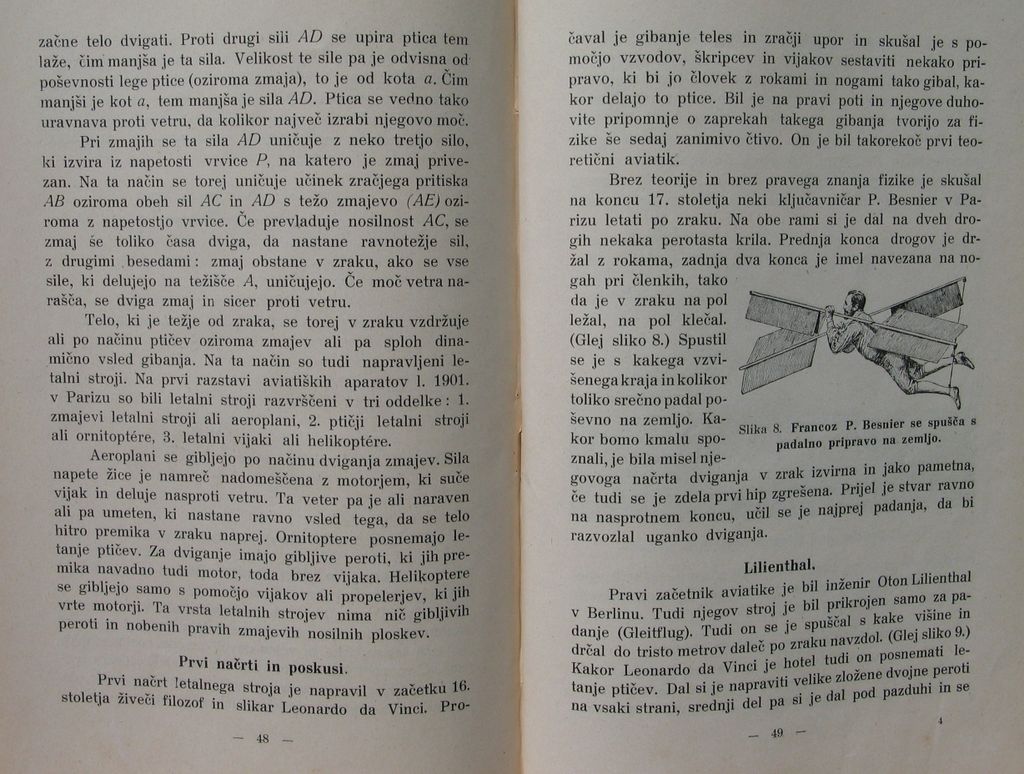 začne telo dvigati. Proti drugi sili AD se upira ptica tem
laže, čim manjša je ta sila. Velikost te sile pa je odvisna od
poševnosti lege ptice (oziroma zmaja), to je od kota a. Čim
manjši je kot a, tem manjša je sila AD. Ptica se vedno tako
uravnava proti vetru, da kolikor največ izrabi njegovo moč.
Pri zmajih se ta sila AD uničuje z neko tretjo silo,
ki izvira iz napetosti vrvice P, na katero je zmaj prive-
zan. Na ta način se torej uničuje učinek zračjega pritiska
AB oziroma obeh sil AC in AD s težo zmajevo (AE) ozi-
roma z napetostjo vrvice. Če prevladuje nosilnost AC, se
zmaj še toliko časa dviga, da nastane ravnotežje sil,
z drugimi besedami: zmaj obstane v zraku, ako se vse
sile, ki delujejo na težišče A, uničujejo. Če moč vetra na-
rašča, se dviga zmaj in sicer proti vetru.
Telo, ki je težje od zraka, se torej v zraku vzdržuje
ali po načinu ptičev oziroma zmajev ali pa sploh dina-
mično vsled gibanja. Na ta način so tudi napravljeni le-
talni stroji. Na prvi razstavi aviatiških aparatov l. 1901.
v Parizu so bili letalni stroji razvrščeni v tri oddelke: 1.
zmajevi letalni stroji ali aeroplani, 2. ptičji letalni stroji
ali ornitoptére, 3. letalni vijaki ali helikoptére.
Aeroplani se gibljejo po načinu dviganja zmajev. Sila
napete žice je namreč nadomeščena z motorjem, ki suče
vijak in deluje nasproti vetru. Ta veter pa je ali naraven
ali pa umeten, ki nastane ravno vsled tega, da se telo
hitro premika v zraku naprej. Ornitoptere posnemajo le-
tanje ptičev. Za dviganje imajo gibljive peroti, ki jih pre-
mika navadno tudi motor, toda brez vijaka. Helikoptere
se gibljejo samo s pomočjo vijakov ali propelerjev, ki jih
vrte motorji. Ta vrsta letalnih strojev nima nič gibljivih
peroti in nobenih pravih zmajevih nosilnih ploskev.
Prvi načrti in poskusi.
Prvi načrt letalnega stroja je napravil v začetku 16.
stoletja živeči filozof in slikar Leonardo da Vinci. Pro-
— 48 —
čaval je gibanje teles in zračji upor in skušal je s po-
močjo vzvodov, škripcev in vijakov sestaviti nekako pri-
pravo, ki bi jo človek z rokami in nogami tako gibal, ka-
kor delajo to ptice. Bil je na pravi poti in njegove duho-
vite pripomnje o zaprekah takega gibanja tvorijo za fi-
zike še sedaj zanimivo čtivo. On je bil takorekoč prvi teo-
retični aviatik.
Brez teorije in brez pravega znanja fizike je skušal
na koncu 17. stoletja neki ključavničar P. Besnier v Pa-
rizu letati po zraku. Na obe rami si je dal na dveh dro-
gih nekaka perotasta krila. Prednja konca drogov je dr-
žal z rokama, zadnja dva konca je imel navezana na no-
gah pri členkih, tako
da je v zraku na pol
ležal, na pol klečal.
(Glej sliko 8.) Spustil
se je s kakega vzvi-
šenega kraja in kolikor
toliko srečno padal po-
ševno na zemljo. Ka-
kor bomo kmalu spo-
znali, je bila misel nje-
Slika 8. Francoz P. Besnier se spušča s
padalno pripravo na zemljo.
govoga načrta dviganja v zrak izvirna in jako pametna,
če tudi se je zdela prvi hip zgrešena. Prijel je stvar ravno
na nasprotnem koncu, učil se je najprej padanja, da bi
razvozlal uganko dviganja.
Lilienthal.
Pravi začetnik aviatike je bil inženir Oton Lilienthal
v Berlinu. Tudi njegov stroj je bil prikrojen samo za pa-
danje (Gleitflug). Tudi on se je spuščal s kake višine in
drčal do tristo metrov daleč po zraku navzdol. (Glej sliko 9.)
Kakor Leonardo da Vinci je hotel tudi on posnemati le-
tanje ptičev. Dal si je napraviti velike zložene dvojne peroti
na vsaki strani, srednji del pa si je dal pod pazduhi in se
4
— 49 —